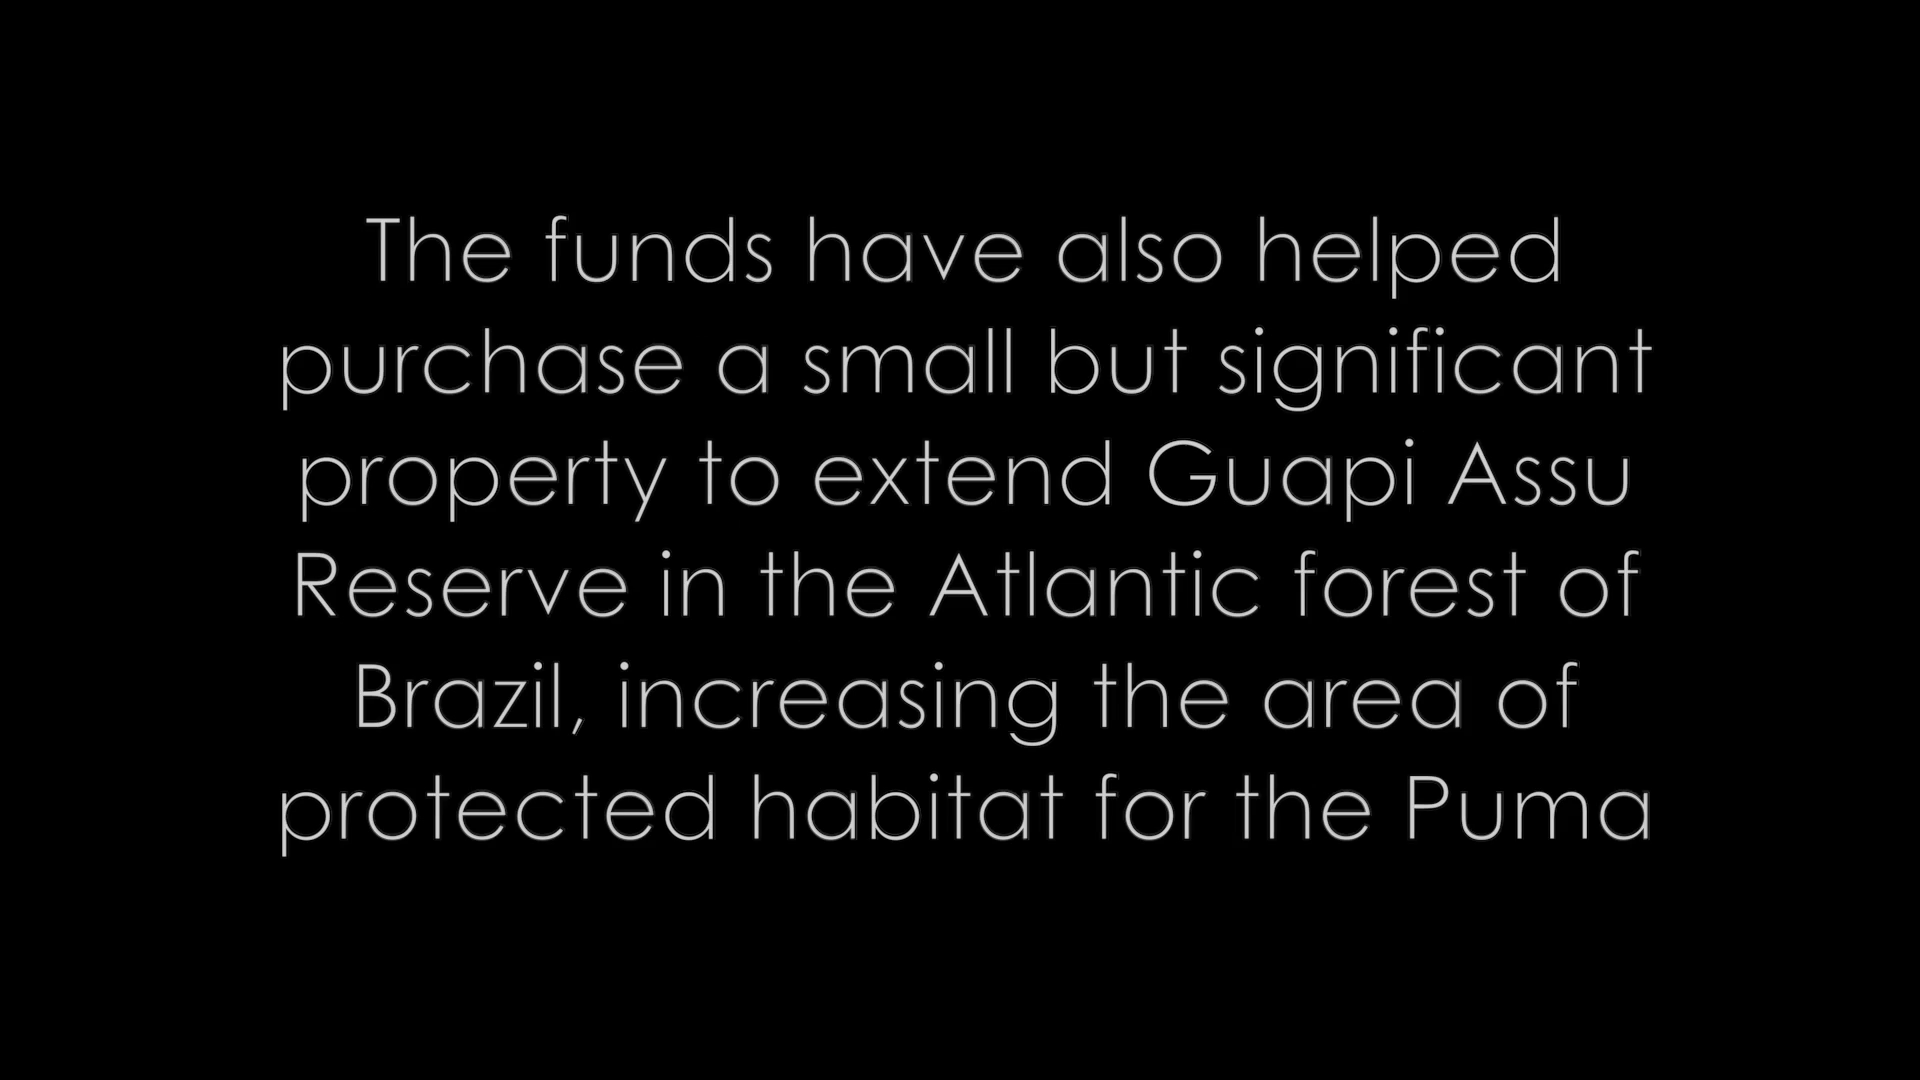 The funds have also helped
purchase a small but significant
property to extend Guapi Assu
Reserve in the Atlantic forest of
Brazil, increasing the area of
protected habitat for the Puma